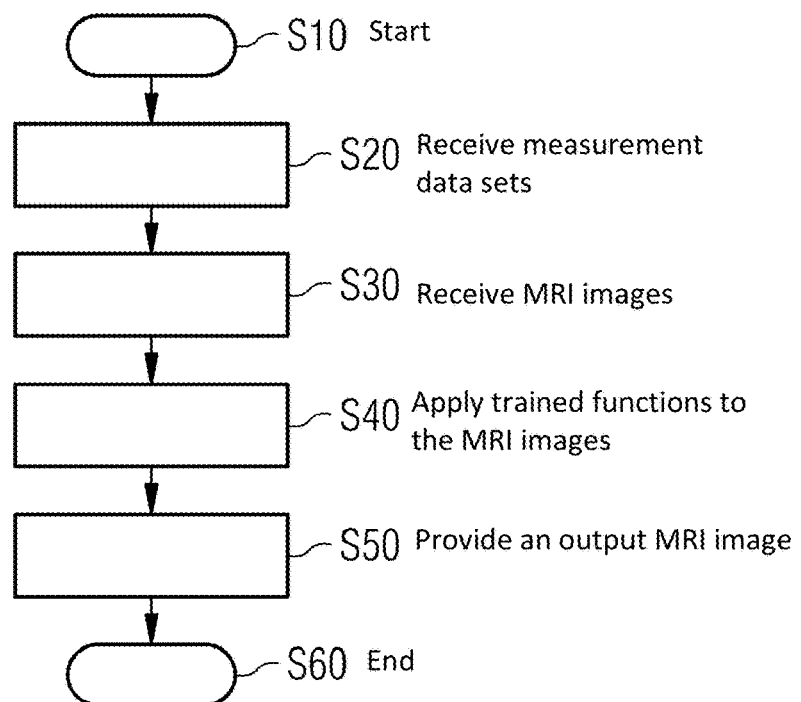 S10 Start
S20 Receive measurement
data sets
S30 Receive MRI images
S40 Apply trained functions to
the MRI images
S50 Provide an output MRI image
S60 End